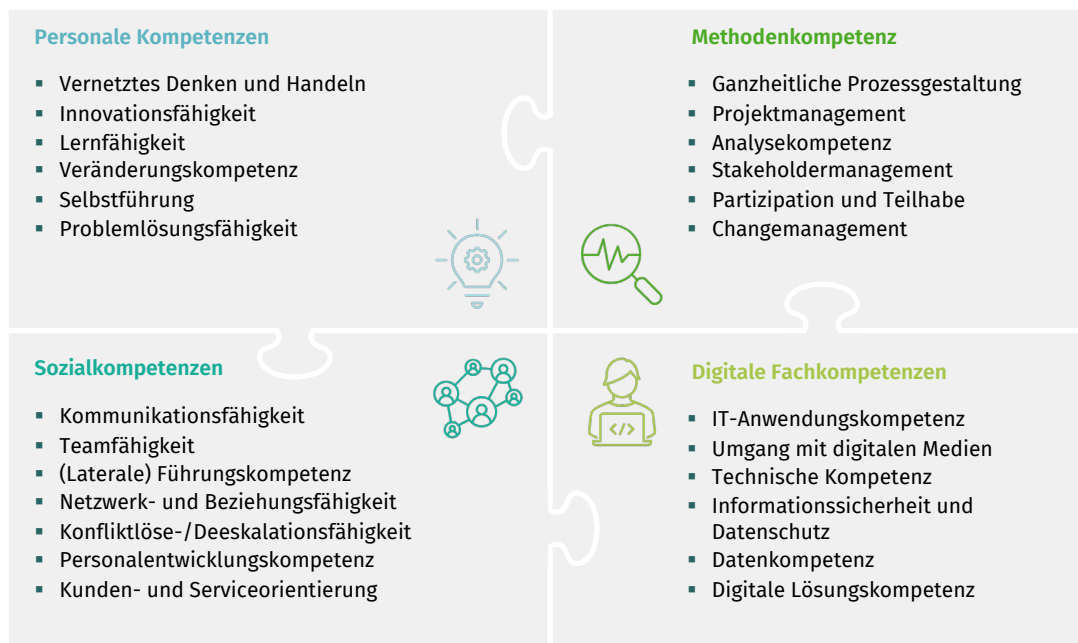 Personale Kompetenzen
▪ Vernetztes Denken und Handeln
▪ Innovationsfähigkeit
▪ Lernfähigkeit
▪ Veränderungskompetenz
▪ Selbstführung
▪ Problemlösungsfähigkeit
Methodenkompetenz
▪ Ganzheitliche Prozessgestaltung
▪ Projektmanagement
▪ Analysekompetenz
▪ Stakeholdermanagement
▪ Partizipation und Teilhabe
▪ Changemanagement
Sozialkompetenzen
▪ Kommunikationsfähigkeit
▪ Teamfähigkeit
▪ (Laterale) Führungskompetenz
▪ Netzwerk- und Beziehungsfähigkeit
▪ Konfliktlöse-/Deeskalationsfähigkeit
▪ Personalentwicklungskompetenz
▪ Kunden- und Serviceorientierung
Digitale Fachkompetenzen
▪ IT-Anwendungskompetenz
▪ Umgang mit digitalen Medien
▪ Technische Kompetenz
▪ Informationssicherheit und
Datenschutz
▪ Datenkompetenz
▪ Digitale Lösungskompetenz